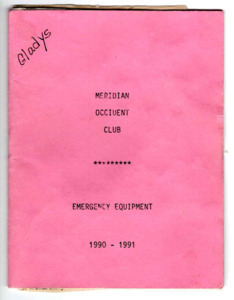 Gladys
MERIDIAN
OCCIDENT
CLUB
*********
EMERGENCY EQUIPMENT
1990 - 1991